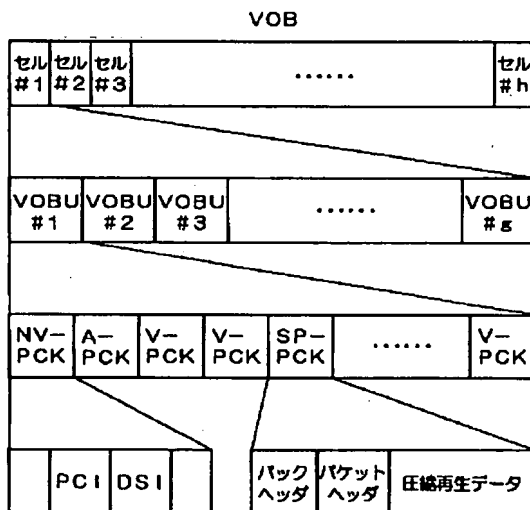 VOB
セル セル セル セル
#1 #2 #3 ...... #h
VOBU VOBU VOBU VOBU
#1 #2 #3 ...... #g
NV- A- V- V- SP- V-
PCK PCK PCK PCK PCK ...... PCK
PCI DSI パック パケット 圧縮再生データ
ヘッダ ヘッダ